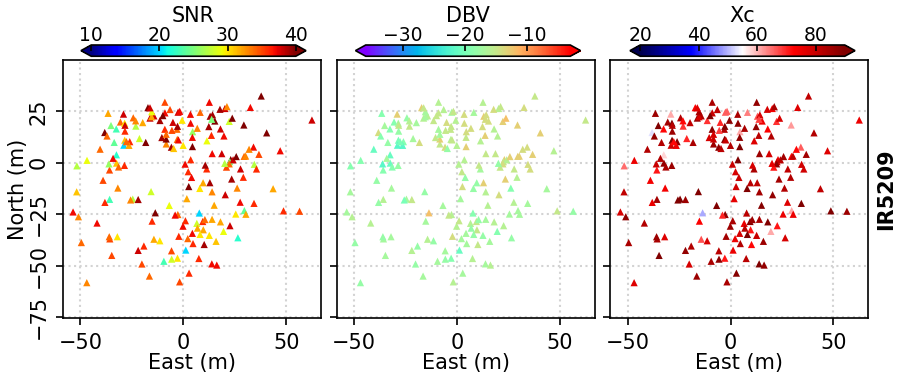 SNR DBV Xc
10 20 30 40 −30 −20 −10 20 40 60 80
25
0
−25
−50
−75
North (m)
−50 0 50 −50 0 50 −50 0 50
East (m) East (m) East (m)
IR5209